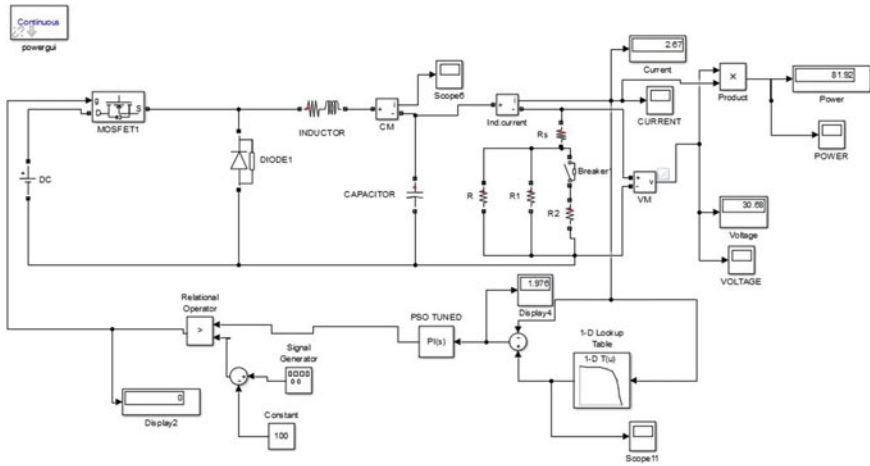 Continuous
powergui
2.67
Current
Scope6
81.92
Product
Power
g
D
S
MOSFET1
INDUCTOR
CM
Ind.current
CURRENT
Rs
POWER
DIODE1
DC
Breaker
CAPACITOR
R
R1
R2
VM
30.68
Voltage
VOLTAGE
Relational
Operator
>
PSO TUNED
PI(s)
1.976
Display4
1-D Lookup
Table
1-D T(u)
Signal
Generator
0
Display2
Constant
100
Scope11